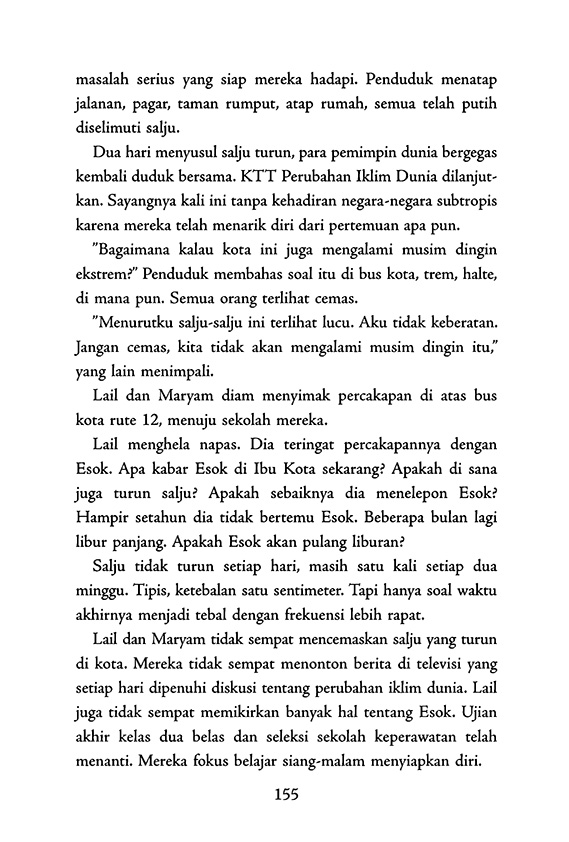 masalah serius yang siap mereka hadapi. Penduduk menatap
jalanan, pagar, taman rumput, atap rumah, semua telah putih
diselimuti salju.
Dua hari menyusul salju turun, para pemimpin dunia bergegas
kembali duduk bersama. KTT Perubahan Iklim Dunia dilanjut-
kan. Sayangnya kali ini tanpa kehadiran negara-negara subtropis
karena mereka telah menarik diri dari pertemuan apa pun.
”Bagaimana kalau kota ini juga mengalami musim dingin
ekstrem?” Penduduk membahas soal itu di bus kota, trem, halte,
di mana pun. Semua orang terlihat cemas.
”Menurutku salju-salju ini terlihat lucu. Aku tidak keberatan.
Jangan cemas, kita tidak akan mengalami musim dingin itu,”
yang lain menimpali.
Lail dan Maryam diam menyimak percakapan di atas bus
kota rute 12, menuju sekolah mereka.
Lail menghela napas. Dia teringat percakapannya dengan
Esok. Apa kabar Esok di Ibu Kota sekarang? Apakah di sana
juga turun salju? Apakah sebaiknya dia menelepon Esok?
Hampir setahun dia tidak bertemu Esok. Beberapa bulan lagi
libur panjang. Apakah Esok akan pulang liburan?
Salju tidak turun setiap hari, masih satu kali setiap dua
minggu. Tipis, ketebalan satu sentimeter. Tapi hanya soal waktu
akhirnya menjadi tebal dengan frekuensi lebih rapat.
Lail dan Maryam tidak sempat mencemaskan salju yang turun
di kota. Mereka tidak sempat menonton berita di televisi yang
setiap hari dipenuhi diskusi tentang perubahan iklim dunia. Lail
juga tidak sempat memikirkan banyak hal tentang Esok. Ujian
akhir kelas dua belas dan seleksi sekolah keperawatan telah
menanti. Mereka fokus belajar siang-malam menyiapkan diri.
155